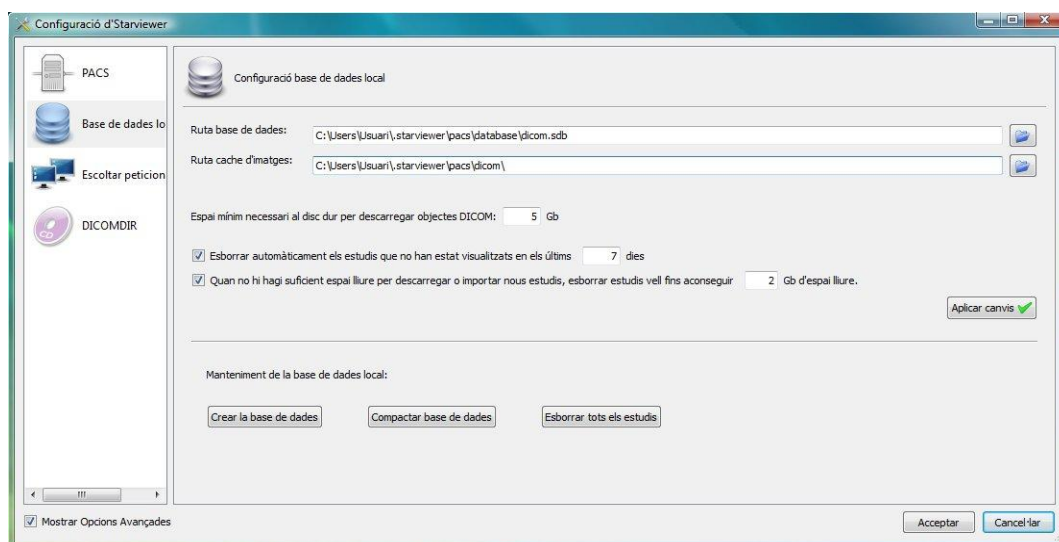 Configuració d'Starviewer
PACS
Base de dades lo
Escoltar peticion
DICOMDIR
Configuració base de dades local
Ruta base de dades: C:\Users\Usuari\.starviewer\pacs\database\dicom.sdb
Ruta cache d'imatges: C:\Users\Usuari\.starviewer\pacs\dicom\
Espai mínim necessari al disc dur per descarregar objectes DICOM: 5 Gb
Esborrar automàticament els estudis que no han estat visualitzats en els últims 7 dies
Quan no hi hagi suficient espai lliure per descarregar o importar nous estudis, esborrar estudis vell fins aconseguir 2 Gb d'espai lliure.
Aplicar canvis
Manteniment de la base de dades local:
Crear la base de dades Compactar base de dades Esborrar tots els estudis
Mostrar Opcions Avançades
Acceptar Cancel·lar